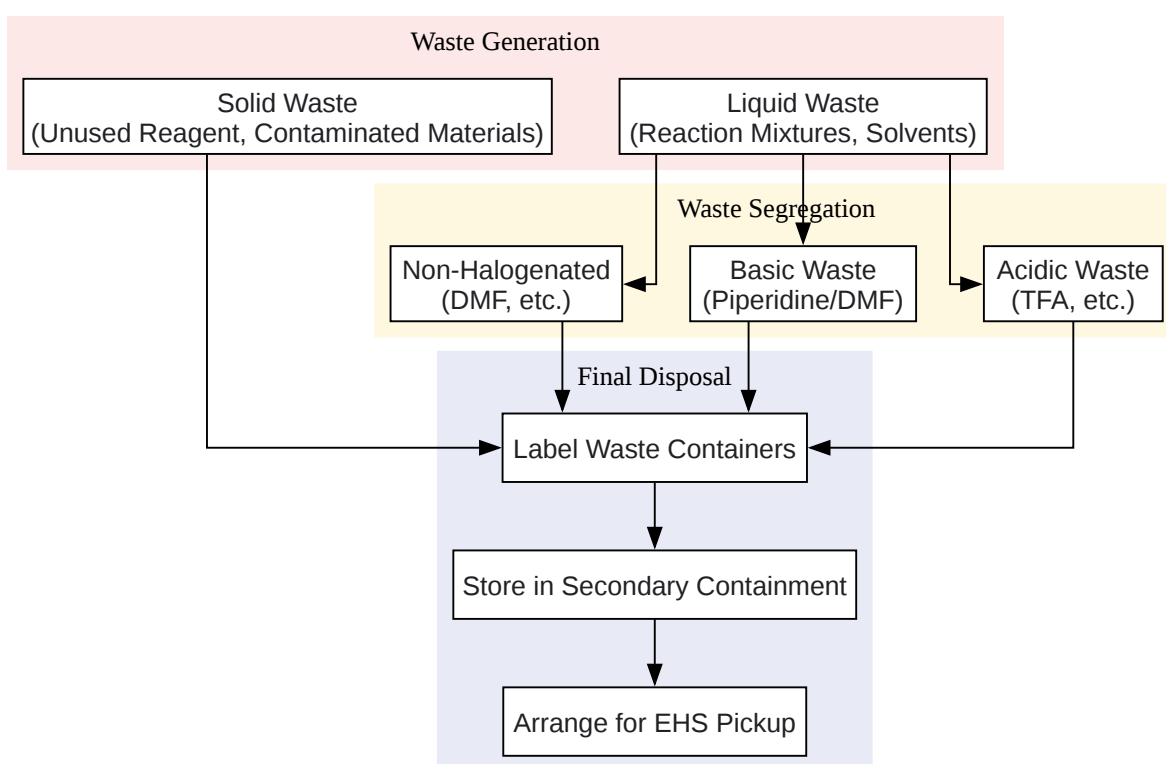 Waste Generation
Solid Waste
(Unused Reagent, Contaminated Materials)
Liquid Waste
(Reaction Mixtures, Solvents)
Waste Segregation
Non-Halogenated
(DMF, etc.)
Basic Waste
(Piperidine/DMF)
Acidic Waste
(TFA, etc.)
Final Disposal
Label Waste Containers
Store in Secondary Containment
Arrange for EHS Pickup